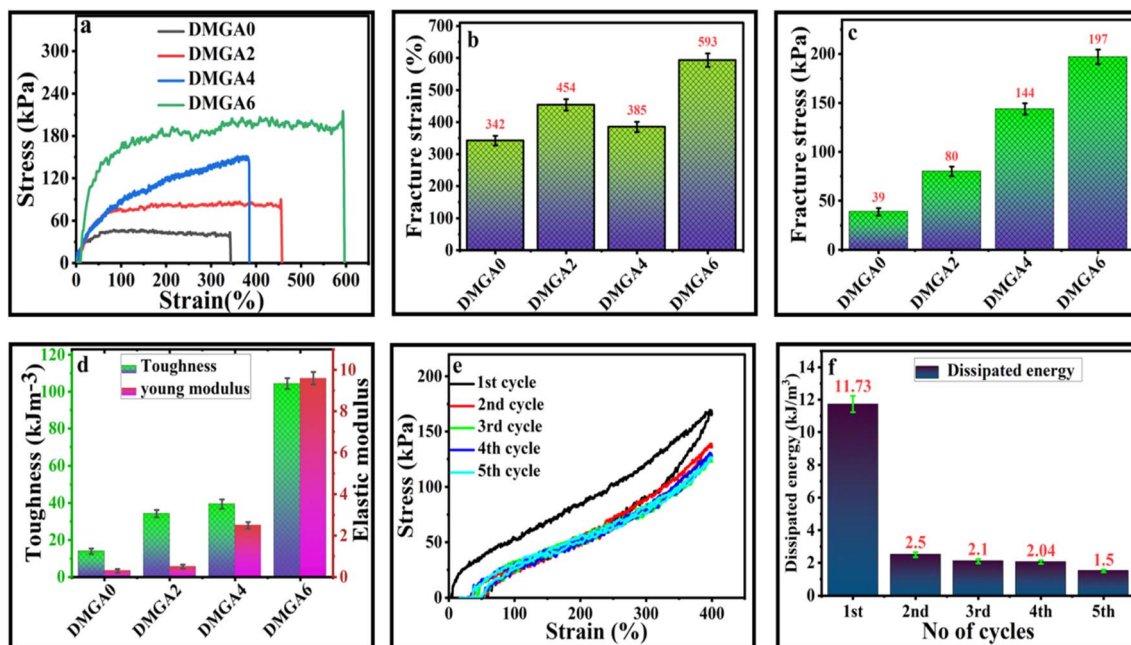 a
DMGA0
DMGA2
DMGA4
DMGA6
Stress (kPa)
300
240
180
120
60
0
0 100 200 300 400 500 600
Strain(%)
b
Fracture strain (%)
700
600
500
400
300
200
100
0
342
454
385
593
DMGA0 DMGA2 DMGA4 DMGA6
c
Fracture stress (kPa)
200
150
100
50
0
39
80
144
197
DMGA0 DMGA2 DMGA4 DMGA6
d
Toughness
young modulus
Toughness (kJm-3)
120
100
80
60
40
20
0
Elastic modulus
10
8
6
4
2
0
DMGA0 DMGA2 DMGA4 DMGA6
e
1st cycle
2nd cycle
3rd cycle
4th cycle
5th cycle
Stress (kPa)
200
150
100
50
0
0 100 200 300 400
Strain (%)
f
Dissipated energy
Dissipated energy (kJ/m³)
14
12
10
8
6
4
2
0
11.73
2.5
2.1
2.04
1.5
1st 2nd 3rd 4th 5th
No of cycles